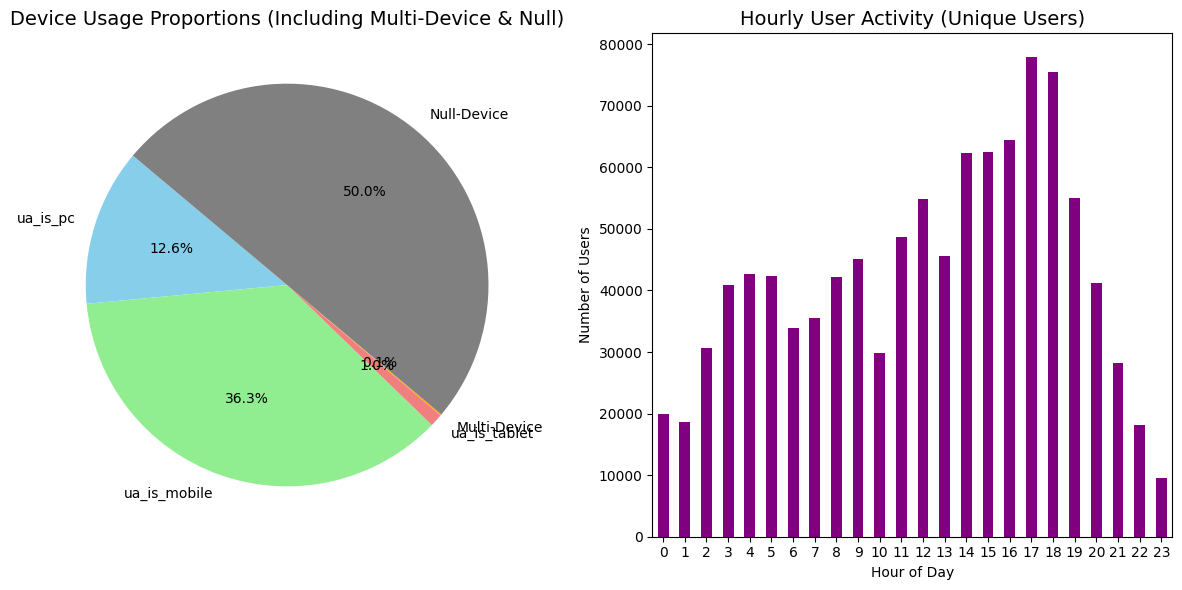 Device Usage Proportions (Including Multi-Device & Null)
Null-Device
50.0%
ua_is_pc
12.6%
0.1%
1.0%
36.3%
Multi-Device
ua_is_tablet
ua_is_mobile
Hourly User Activity (Unique Users)
Number of Users
80000
70000
60000
50000
40000
30000
20000
10000
0
0 1 2 3 4 5 6 7 8 9 10 11 12 13 14 15 16 17 18 19 20 21 22 23
Hour of Day